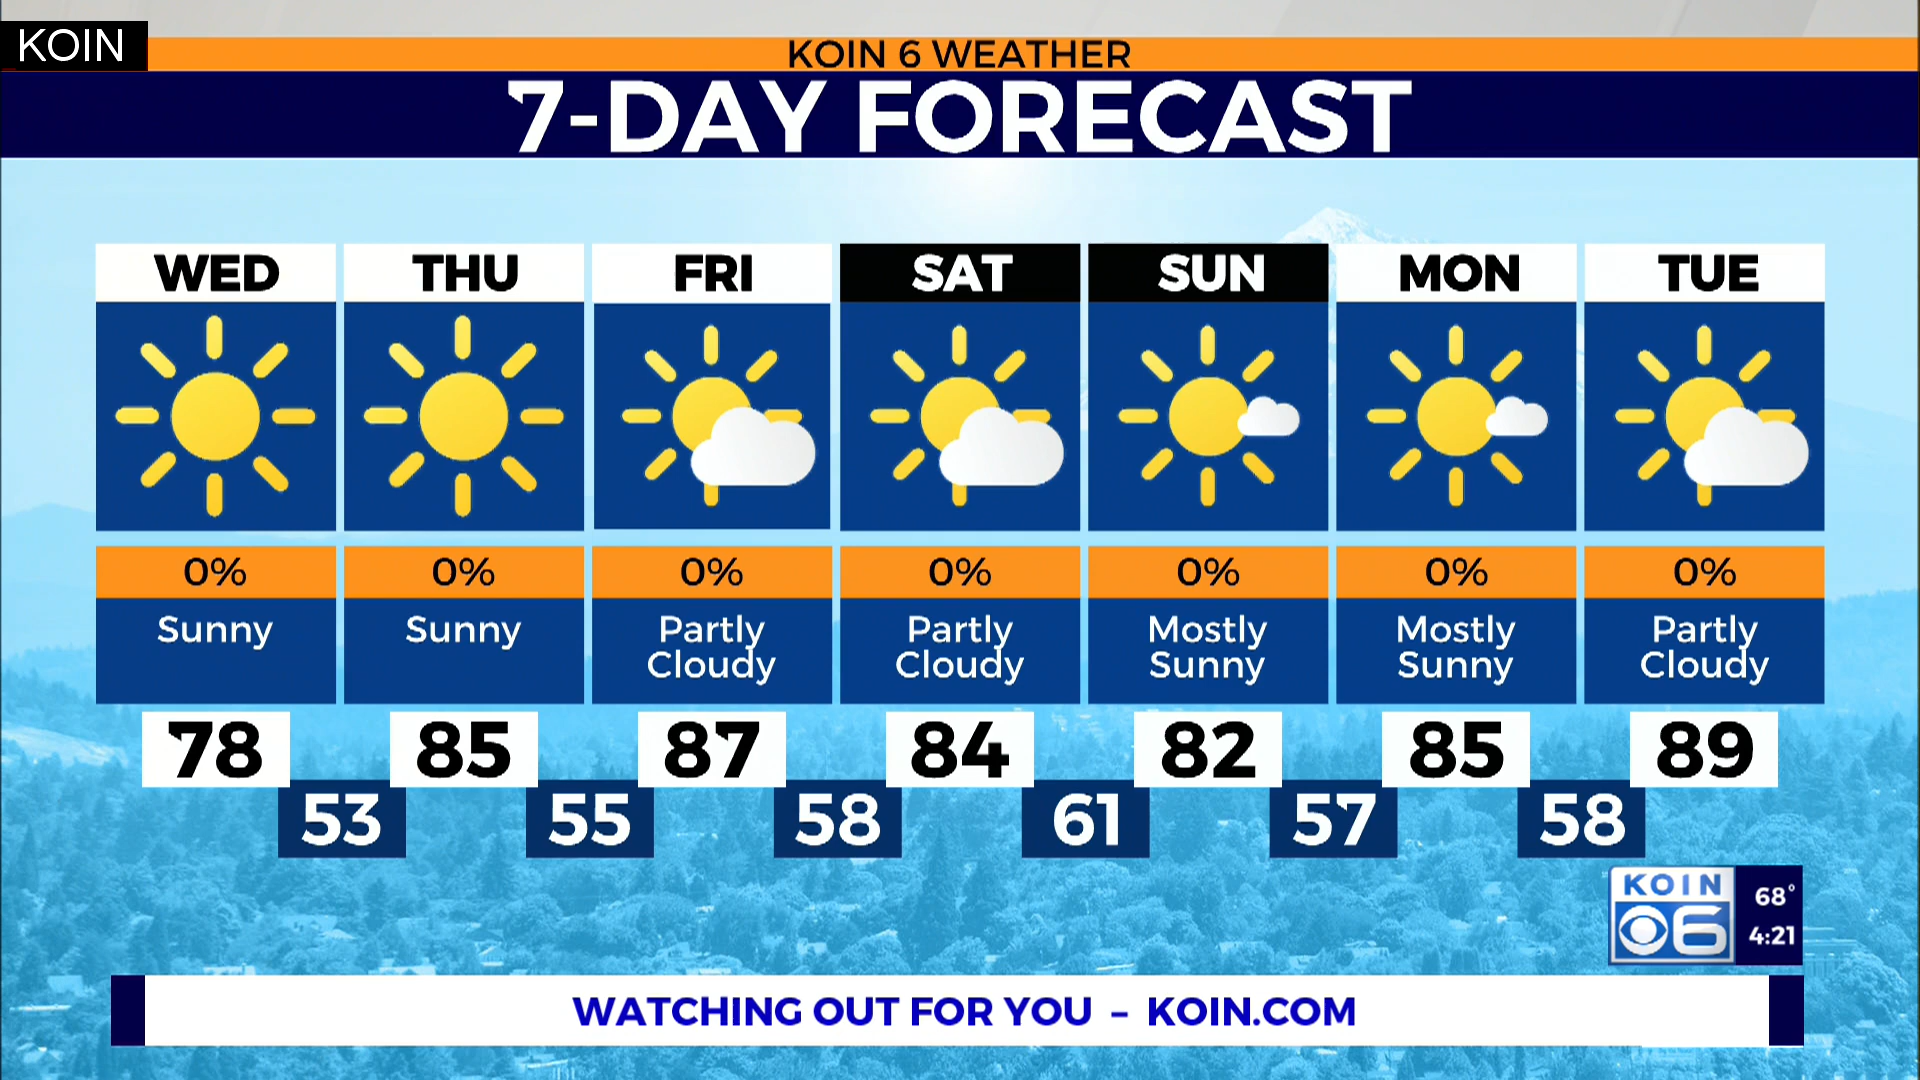 KOIN
KOIN 6 WEATHER
7-DAY FORECAST
WED THU FRI SAT SUN MON TUE
0% 0% 0% 0% 0% 0% 0%
Sunny Sunny Partly Cloudy Partly Cloudy Mostly Sunny Mostly Sunny Partly Cloudy
78 85 87 84 82 85 89
53 55 58 61 57 58
KOIN 6
68°
4:21
WATCHING OUT FOR YOU – KOIN.COM